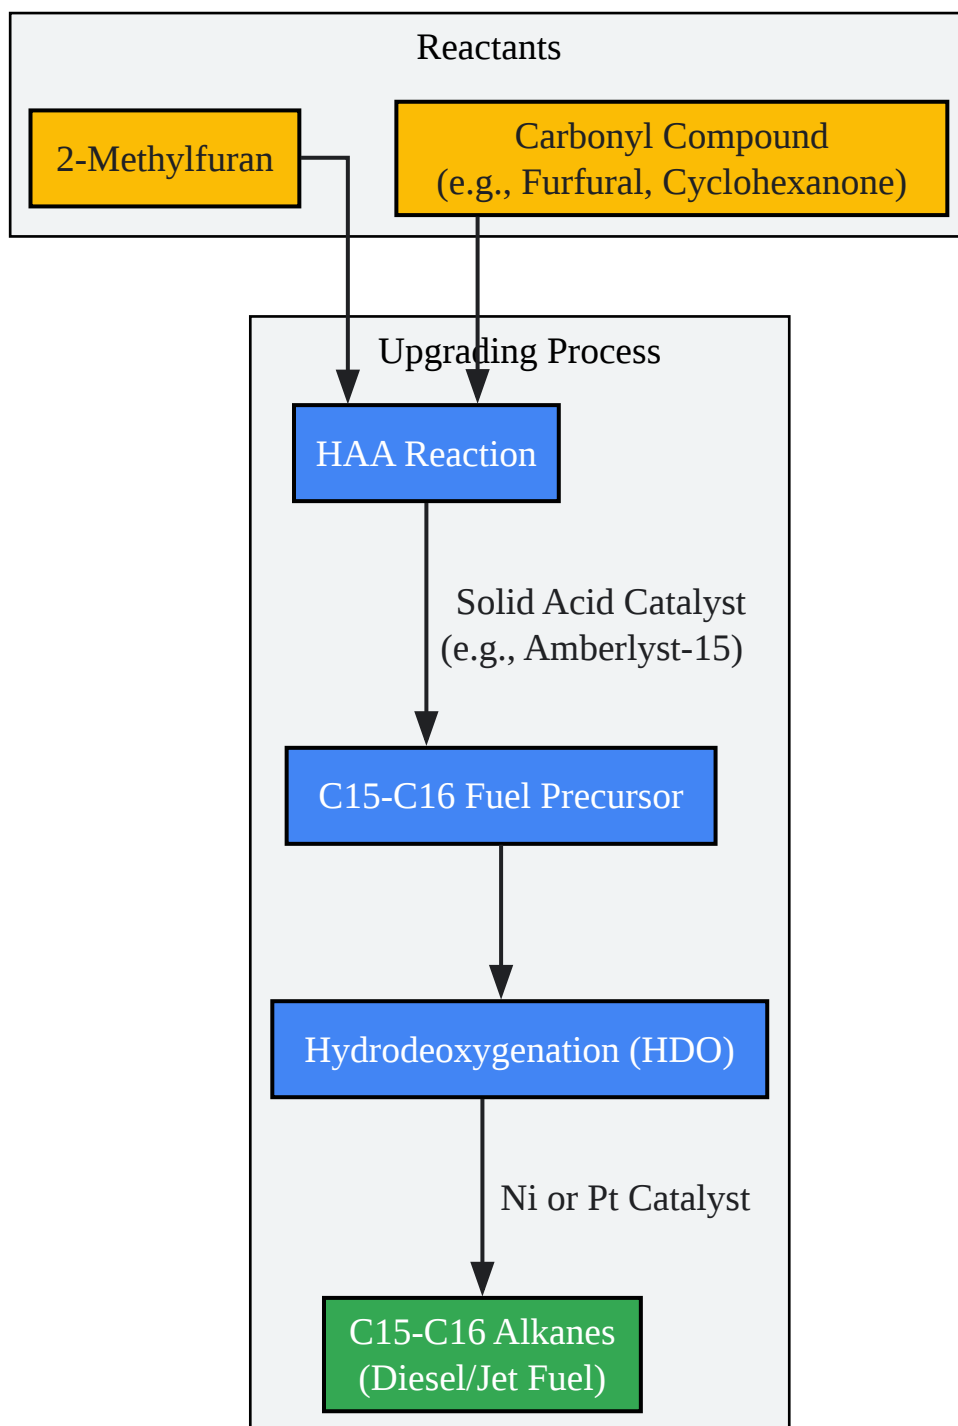 Reactants
2-Methylfuran
Carbonyl Compound
(e.g., Furfural, Cyclohexanone)
Upgrading Process
HAA Reaction
Solid Acid Catalyst
(e.g., Amberlyst-15)
C15-C16 Fuel Precursor
Hydrodeoxygenation (HDO)
Ni or Pt Catalyst
C15-C16 Alkanes
(Diesel/Jet Fuel)